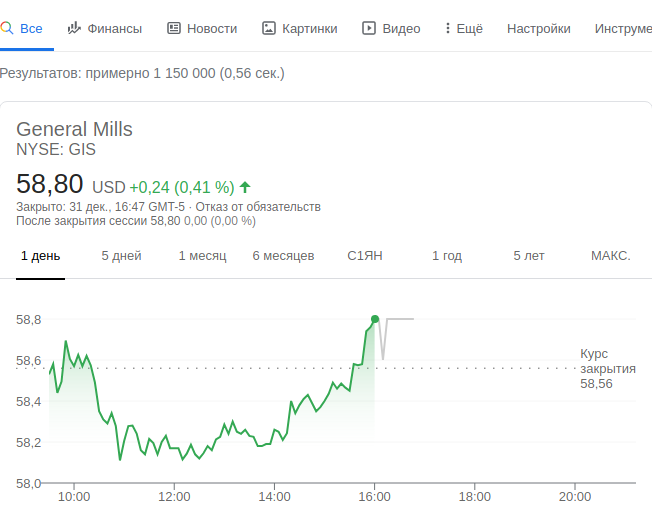 Все Финансы Новости Картинки Видео Ещё Настройки Инструме
Результатов: примерно 1 150 000 (0,56 сек.)
General Mills
NYSE: GIS
58,80 USD +0,24 (0,41 %)
Закрыто: 31 дек., 16:47 GMT-5 · Отказ от обязательств
После закрытия сессии 58,80 0,00 (0,00 %)
1 день 5 дней 1 месяц 6 месяцев С1ЯН 1 год 5 лет МАКС.
58,8
58,6
58,4
58,2
58,0
Курс
закрытия
58,56
10:00 12:00 14:00 16:00 18:00 20:00